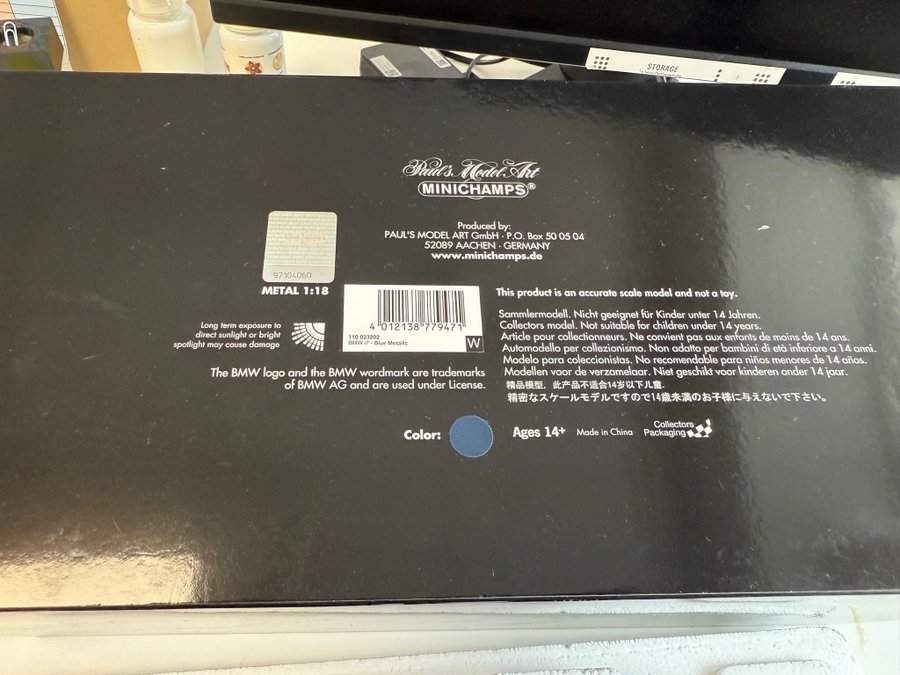 STORAGE
Paul's Model Art
MINICHAMPS®
Produced by:
PAUL'S MODEL ART GmbH · P.O. Box 50 05 04
52089 AACHEN · GERMANY
www.minichamps.de
97104060
METAL 1:18
4 012138 779471
110 023202
BMW i7 - Blue Metallic
W
Long term exposure to
direct sunlight or bright
spotlight may cause damage
The BMW logo and the BMW wordmark are trademarks
of BMW AG and are used under License.
This product is an accurate scale model and not a toy.
Sammlermodell. Nicht geeignet für Kinder unter 14 Jahren.
Collectors model. Not suitable for children under 14 years.
Article pour collectionneurs. Ne convient pas aux enfants de moins de 14 ans.
Automodello per collezionismo. Non adatto per bambini di età inferiore a 14 anni.
Modelo para coleccionistas. No recomendable para niños menores de 14 años.
Modellen voor de verzamelaar. Niet geschikt voor kinderen onder 14 jaar.
精品模型，此产品不适合14岁以下儿童.
精密なスケールモデルですので14歳未満のお子様に与えないで下さい。
Color:
Ages 14+
Made in China
Collectors
Packaging